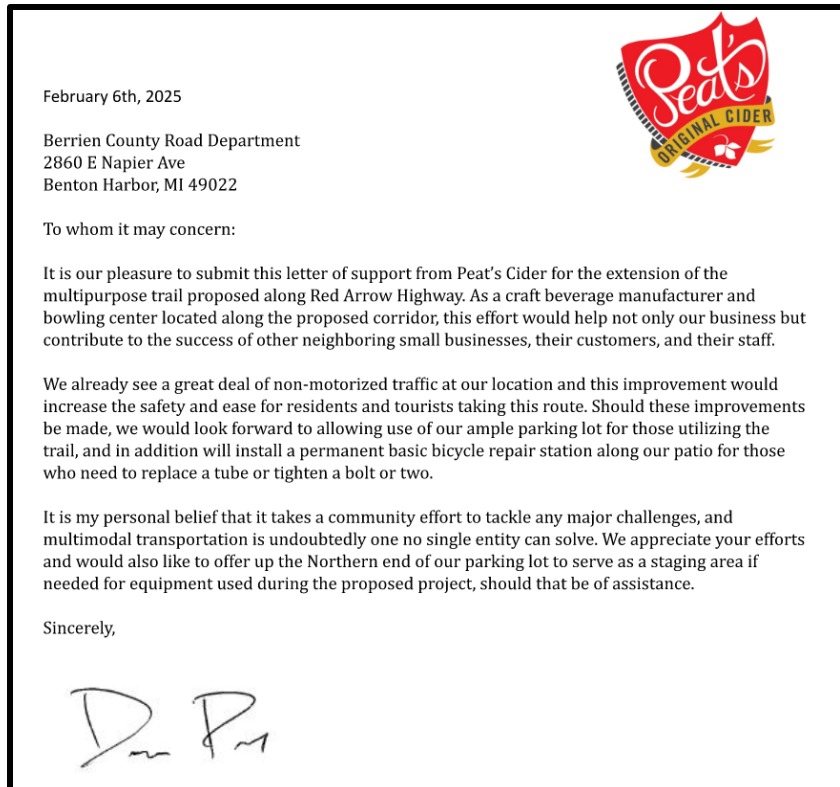 Peat's
ORIGINAL CIDER
February 6th, 2025
Berrien County Road Department
2860 E Napier Ave
Benton Harbor, MI 49022
To whom it may concern:
It is our pleasure to submit this letter of support from Peat’s Cider for the extension of the
multipurpose trail proposed along Red Arrow Highway. As a craft beverage manufacturer and
bowling center located along the proposed corridor, this effort would help not only our business but
contribute to the success of other neighboring small businesses, their customers, and their staff.
We already see a great deal of non-motorized traffic at our location and this improvement would
increase the safety and ease for residents and tourists taking this route. Should these improvements
be made, we would look forward to allowing use of our ample parking lot for those utilizing the
trail, and in addition will install a permanent basic bicycle repair station along our patio for those
who need to replace a tube or tighten a bolt or two.
It is my personal belief that it takes a community effort to tackle any major challenges, and
multimodal transportation is undoubtedly one no single entity can solve. We appreciate your efforts
and would also like to offer up the Northern end of our parking lot to serve as a staging area if
needed for equipment used during the proposed project, should that be of assistance.
Sincerely,